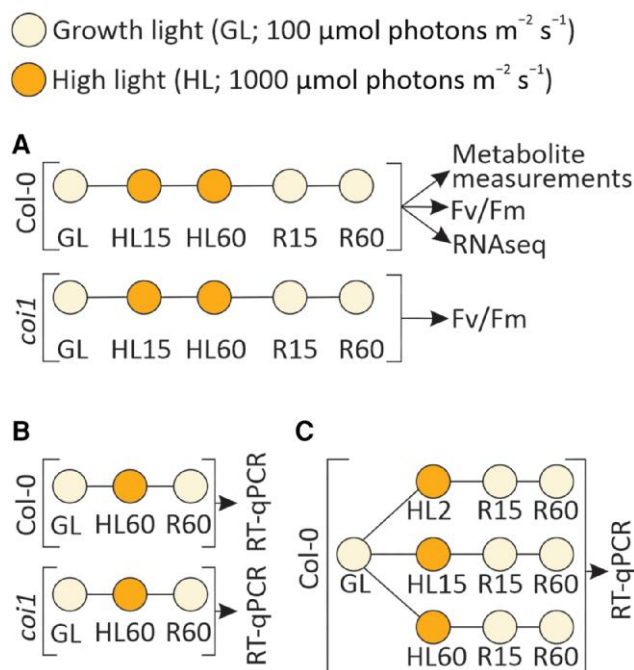 Growth light (GL; 100 µmol photons m⁻² s⁻¹)
High light (HL; 1000 µmol photons m⁻² s⁻¹)
A
Col-0
GL HL15 HL60 R15 R60
Metabolite
measurements
Fv/Fm
RNAseq
coi1
GL HL15 HL60 R15 R60
Fv/Fm
B
Col-0
GL HL60 R60
RT-qPCR
coi1
GL HL60 R60
RT-qPCR
C
Col-0
GL
HL2 R15 R60
HL15 R15 R60
HL60 R15 R60
RT-qPCR